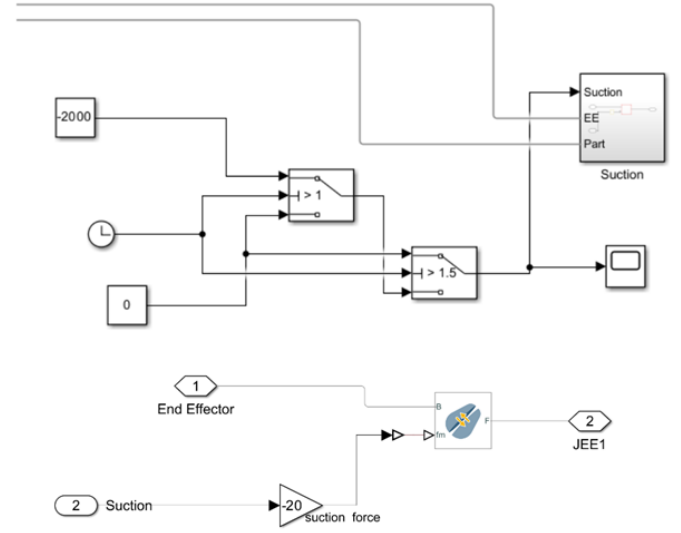 -2000
Suction
EE
Part
Suction
> 1
> 1.5
0
1
End Effector
B
F
fm
2
JEE1
2
Suction
-20
suction force